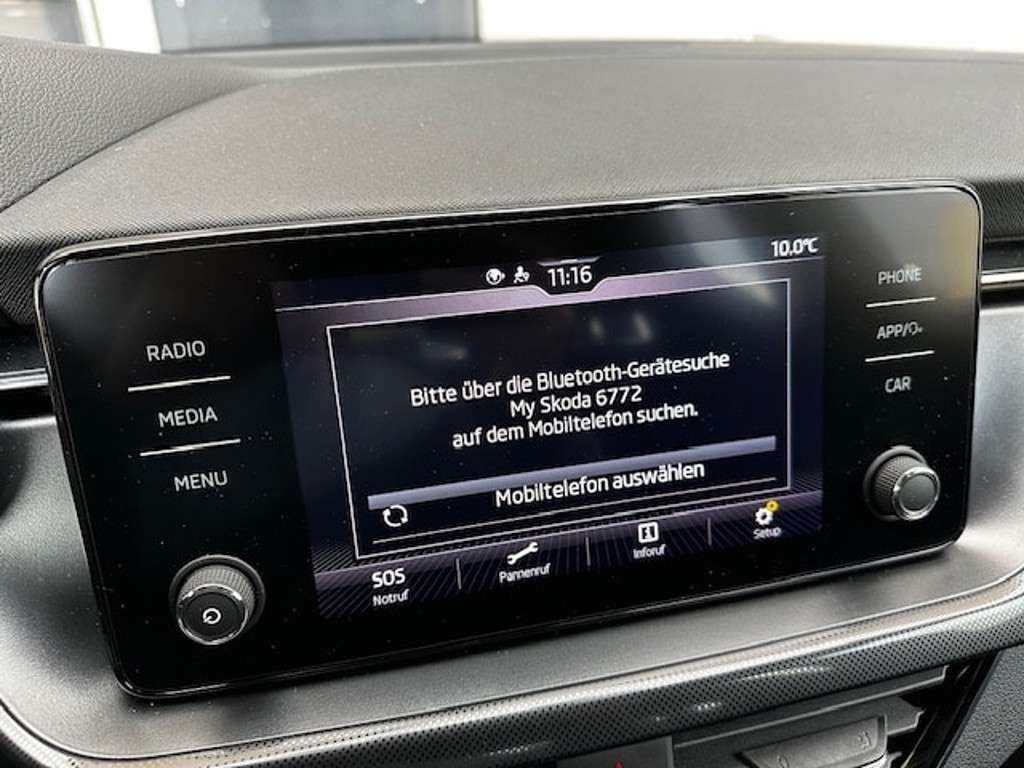 11:16
10.0°C
RADIO
MEDIA
MENU
Bitte über die Bluetooth-Gerätesuche
My Skoda 6772
auf dem Mobiltelefon suchen.
Mobiltelefon auswählen
SOS
Notruf
Pannenruf
i
Inforuf
Setup
PHONE
APP/
CAR